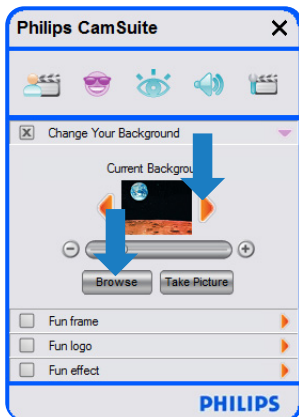 Philips CamSuite
Change Your Background
Current Backgrou
Browse Take Picture
Fun frame
Fun logo
Fun effect
PHILIPS